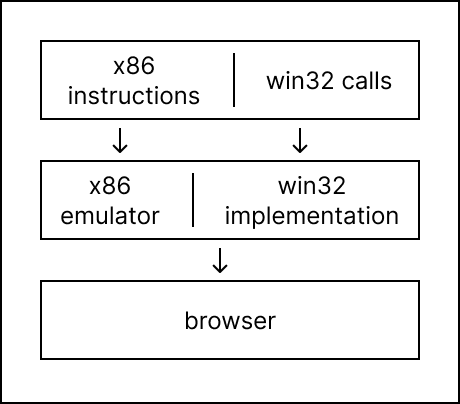 x86
instructions
win32 calls
x86
emulator
win32
implementation
browser